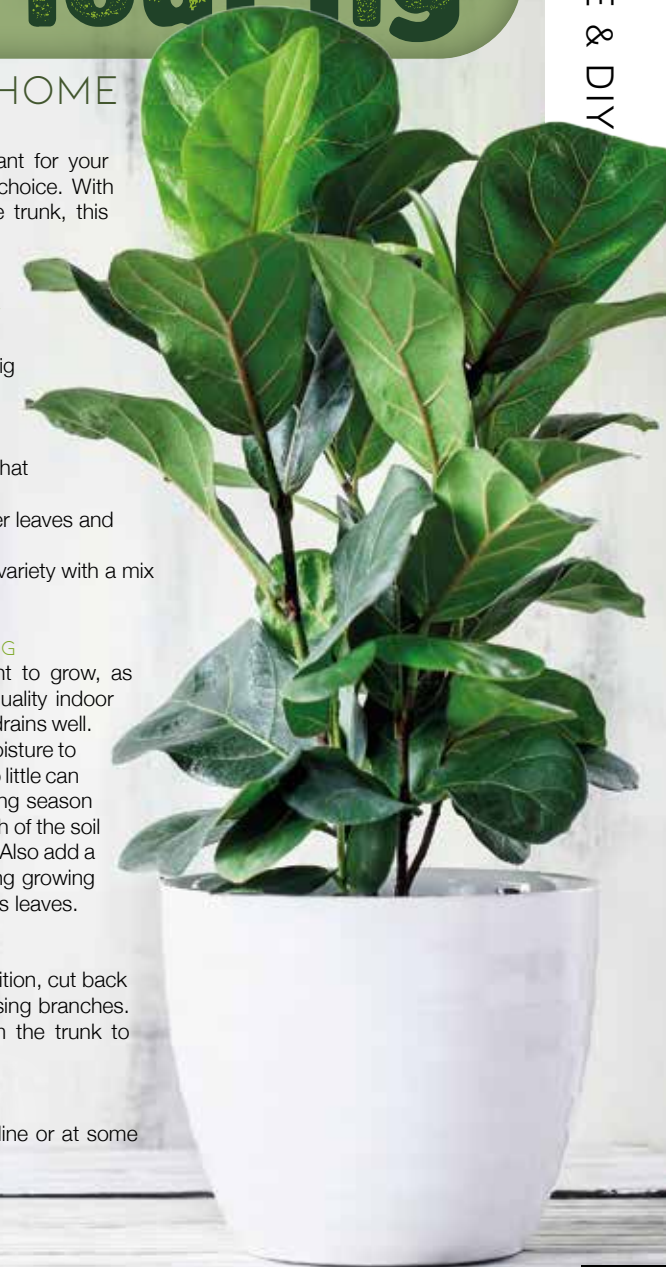 HOME
ant for your
choice. With
e trunk, this
ig
hat
er leaves and
variety with a mix
G
nt to grow, as
uality indoor
drains well.
oisture to
little can
ng season
h of the soil
Also add a
ng growing
s leaves.
ition, cut back
sing branches.
n the trunk to
line or at some
E & DIY